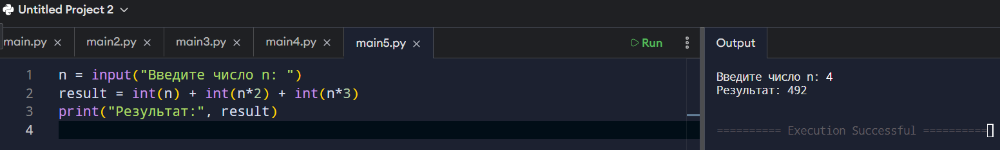 Untitled Project 2
main.py × main2.py × main3.py × main4.py × main5.py × Run Output
1 n = input("Введите число n: ")
2 result = int(n) + int(n*2) + int(n*3)
3 print("Результат:", result)
4
Введите число n: 4
Результат: 492
========== Execution Successful ==========